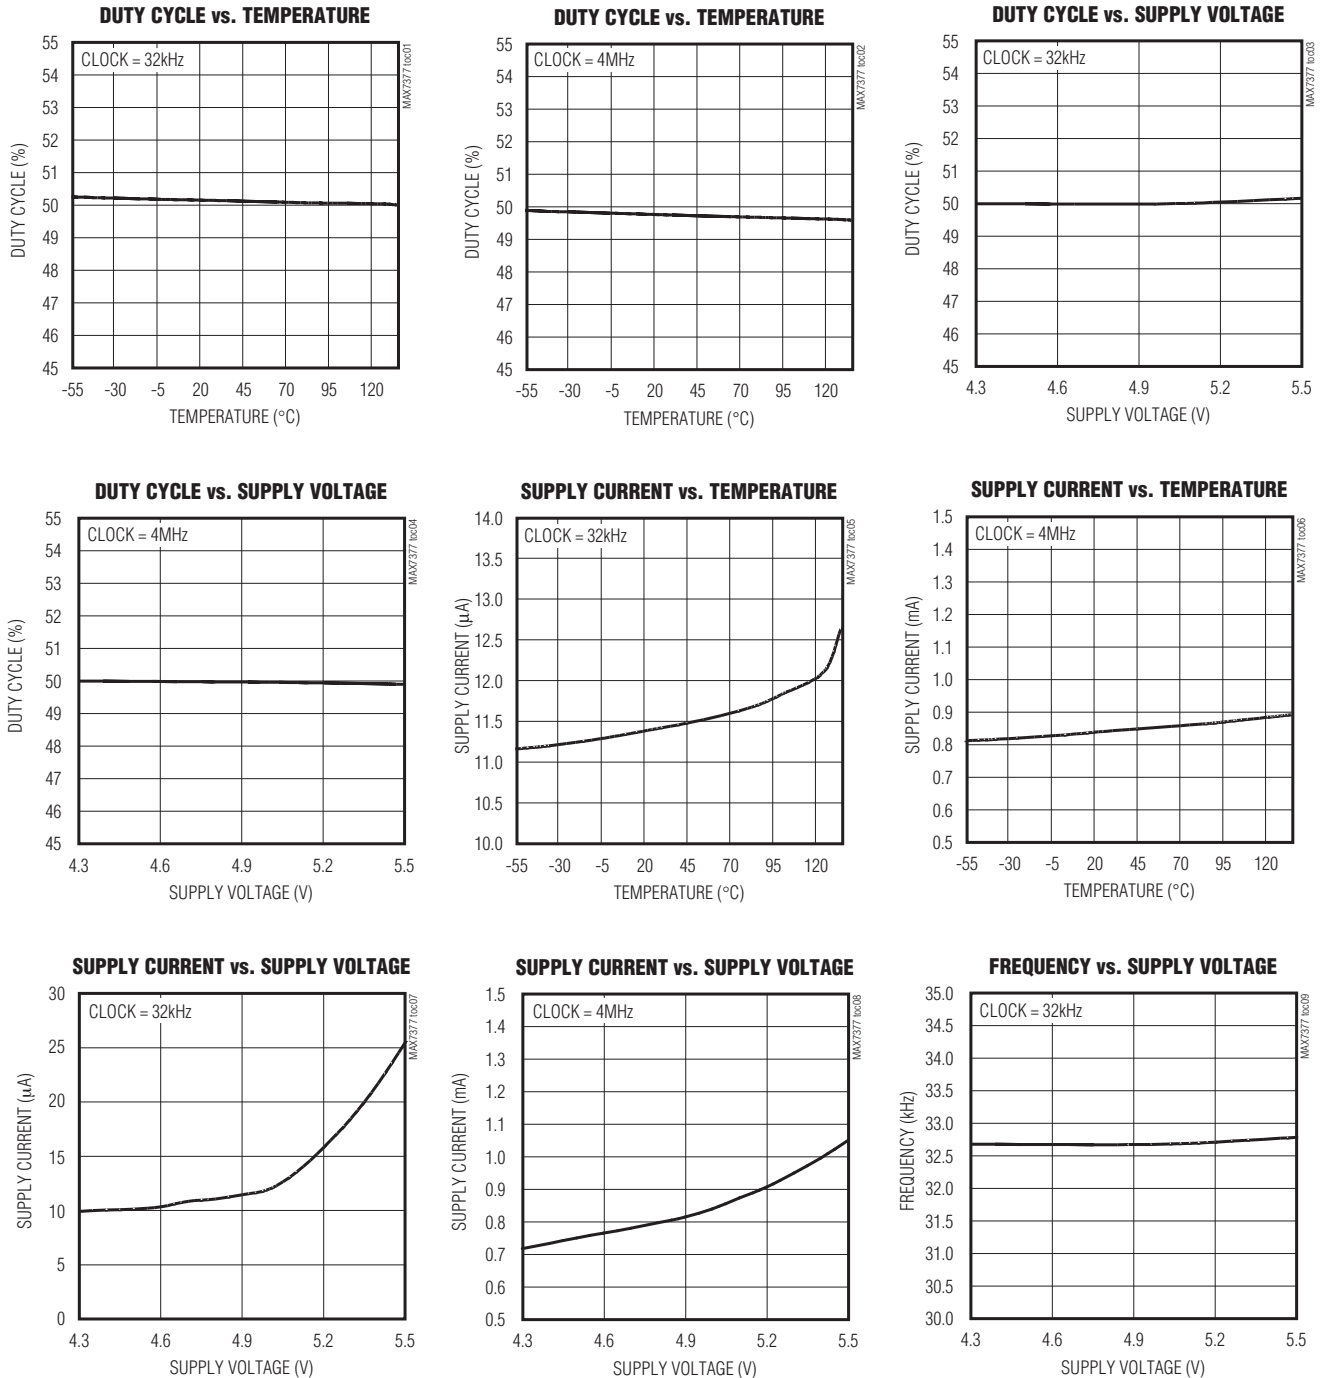 DUTY CYCLE vs. TEMPERATURE
CLOCK = 32kHz
MAX7377 toc01
DUTY CYCLE (%)
55
54
53
52
51
50
49
48
47
46
45
-55 -30 -5 20 45 70 95 120
TEMPERATURE (°C)
DUTY CYCLE vs. TEMPERATURE
CLOCK = 4MHz
MAX7377 toc02
DUTY CYCLE (%)
55
54
53
52
51
50
49
48
47
46
45
-55 -30 -5 20 45 70 95 120
TEMPERATURE (°C)
DUTY CYCLE vs. SUPPLY VOLTAGE
CLOCK = 32kHz
MAX7377 toc03
DUTY CYCLE (%)
55
54
53
52
51
50
49
48
47
46
45
4.3 4.6 4.9 5.2 5.5
SUPPLY VOLTAGE (V)
DUTY CYCLE vs. SUPPLY VOLTAGE
CLOCK = 4MHz
MAX7377 toc04
DUTY CYCLE (%)
55
54
53
52
51
50
49
48
47
46
45
4.3 4.6 4.9 5.2 5.5
SUPPLY VOLTAGE (V)
SUPPLY CURRENT vs. TEMPERATURE
CLOCK = 32kHz
MAX7377 toc05
SUPPLY CURRENT (μA)
14.0
13.5
13.0
12.5
12.0
11.5
11.0
10.5
10.0
-55 -30 -5 20 45 70 95 120
TEMPERATURE (°C)
SUPPLY CURRENT vs. TEMPERATURE
CLOCK = 4MHz
MAX7377 toc06
SUPPLY CURRENT (mA)
1.5
1.4
1.3
1.2
1.1
1.0
0.9
0.8
0.7
0.6
0.5
-55 -30 -5 20 45 70 95 120
TEMPERATURE (°C)
SUPPLY CURRENT vs. SUPPLY VOLTAGE
CLOCK = 32kHz
MAX7377 toc07
SUPPLY CURRENT (μA)
30
25
20
15
10
5
0
4.3 4.6 4.9 5.2 5.5
SUPPLY VOLTAGE (V)
SUPPLY CURRENT vs. SUPPLY VOLTAGE
CLOCK = 4MHz
MAX7377 toc08
SUPPLY CURRENT (mA)
1.5
1.4
1.3
1.2
1.1
1.0
0.9
0.8
0.7
0.6
0.5
4.3 4.6 4.9 5.2 5.5
SUPPLY VOLTAGE (V)
FREQUENCY vs. SUPPLY VOLTAGE
CLOCK = 32kHz
MAX7377 toc09
FREQUENCY (kHz)
35.0
34.5
34.0
33.5
33.0
32.5
32.0
31.5
31.0
30.5
30.0
4.3 4.6 4.9 5.2 5.5
SUPPLY VOLTAGE (V)